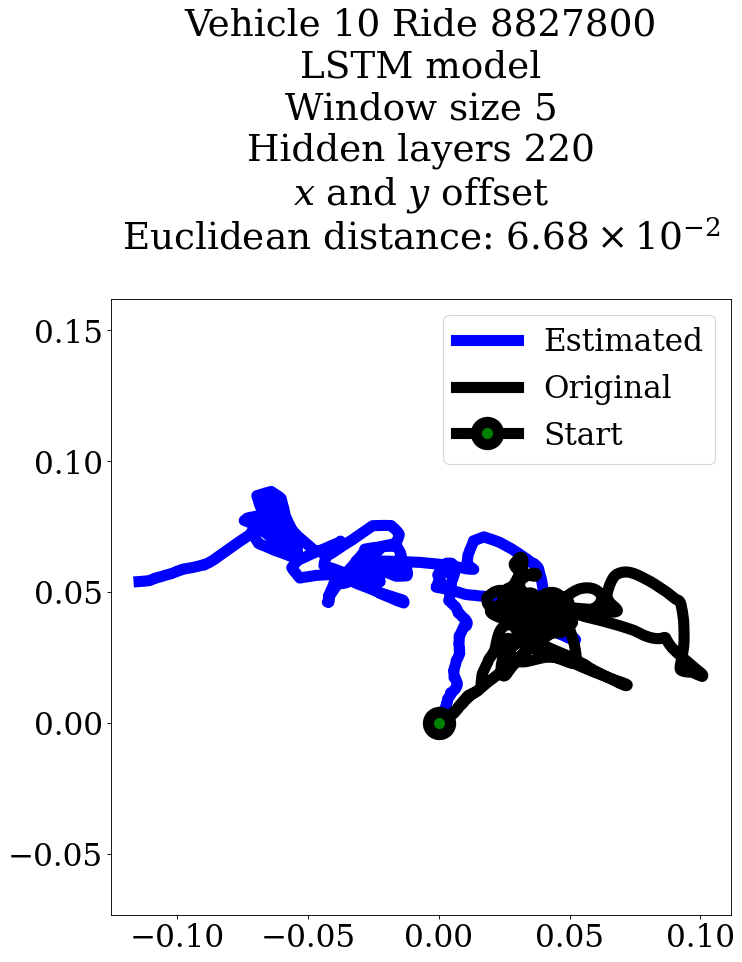 Vehicle 10 Ride 8827800
LSTM model
Window size 5
Hidden layers 220
x and y offset
Euclidean distance: 6.68 × 10⁻²
Estimated
Original
Start
0.15
0.10
0.05
0.00
−0.05
−0.10 −0.05 0.00 0.05 0.10